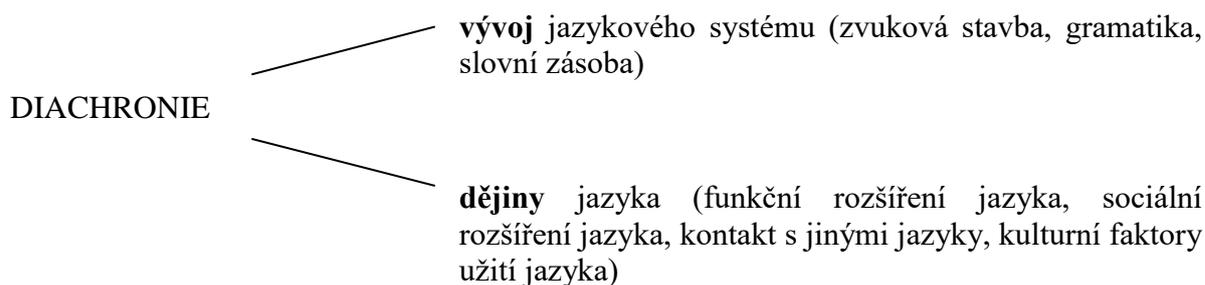 vývoj jazykového systému (zvuková stavba, gramatika,
slovní zásoba)
DIACHRONIE
dějiny jazyka (funkční rozšíření jazyka, sociální
rozšíření jazyka, kontakt s jinými jazyky, kulturní faktory
užití jazyka)